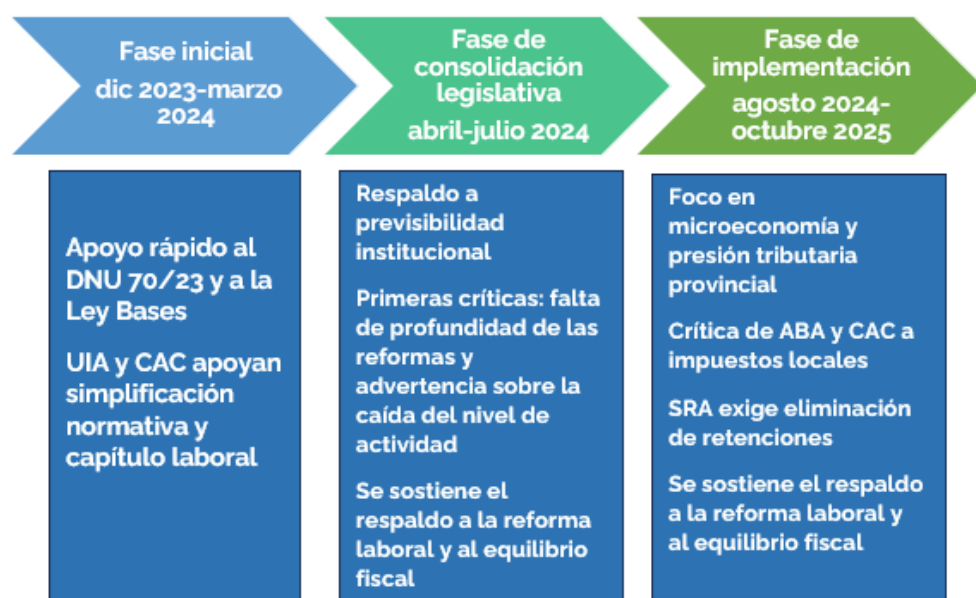 Fase inicial
dic 2023-marzo
2024
Fase de
consolidación
legislativa
abril-julio 2024
Fase de
implementación
agosto 2024-
octubre 2025
Apoyo rápido al
DNU 70/23 y a la
Ley Bases
UIA y CAC apoyan
simplificación
normativa y
capítulo laboral
Respaldo a
previsibilidad
institucional
Primeras críticas: falta
de profundidad de las
reformas y
advertencia sobre la
caída del nivel de
actividad
Se sostiene el
respaldo a la reforma
laboral y al equilibrio
fiscal
Foco en
microeconomía y
presión tributaria
provincial
Crítica de ABA y CAC a
impuestos locales
SRA exige eliminación
de retenciones
Se sostiene el respaldo
a la reforma laboral y
al equilibrio fiscal